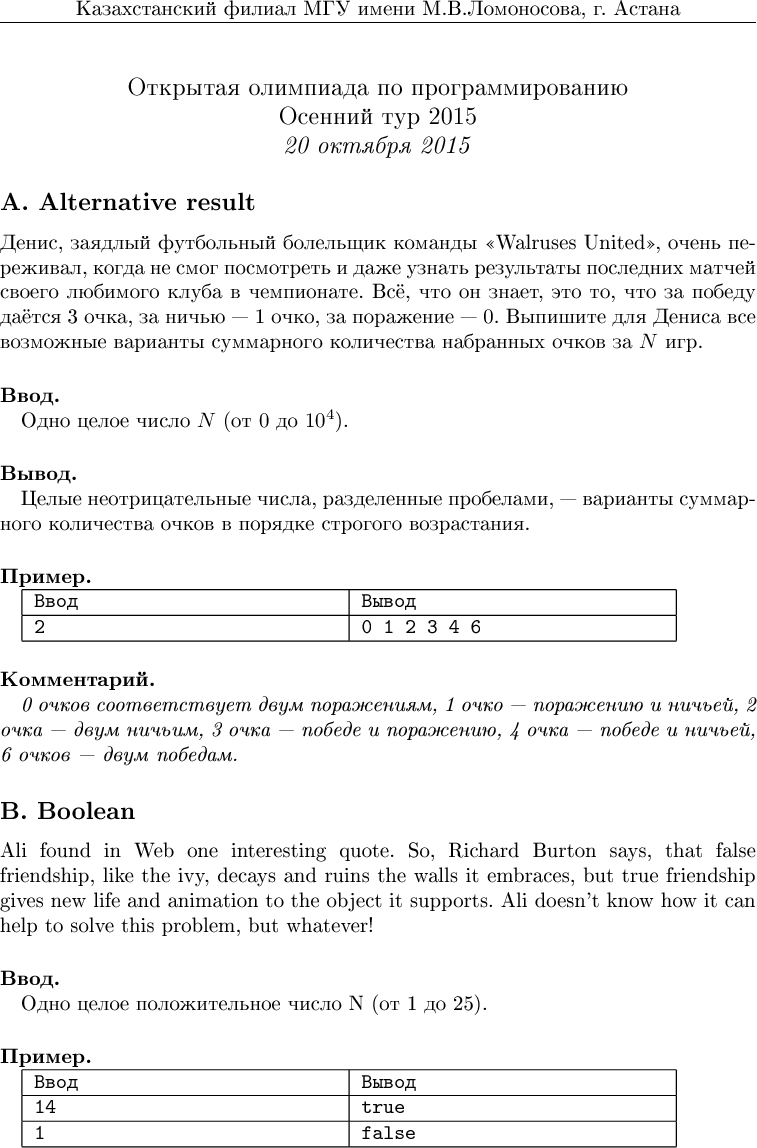 Казахстанский филиал МГУ имени М.В.Ломоносова, г. Астана
Открытая олимпиада по программированию
Осенний тур 2015
20 октября 2015
A. Alternative result
Денис, заядлый футбольный болельщик команды «Walruses United», очень пе-
реживал, когда не смог посмотреть и даже узнать результаты последних матчей
своего любимого клуба в чемпионате. Всё, что он знает, это то, что за победу
даётся 3 очка, за ничью — 1 очко, за поражение — 0. Выпишите для Дениса все
возможные варианты суммарного количества набранных очков за N игр.
Ввод.
Одно целое число N (от 0 до 10⁴).
Вывод.
Целые неотрицательные числа, разделенные пробелами, — варианты суммар-
ного количества очков в порядке строгого возрастания.
Пример.
Ввод Вывод
2 0 1 2 3 4 6
Комментарий.
0 очков соответствует двум поражениям, 1 очко — поражению и ничьей, 2
очка — двум ничьим, 3 очка — победе и поражению, 4 очка — победе и ничьей,
6 очков — двум победам.
B. Boolean
Ali found in Web one interesting quote. So, Richard Burton says, that false
friendship, like the ivy, decays and ruins the walls it embraces, but true friendship
gives new life and animation to the object it supports. Ali doesn't know how it can
help to solve this problem, but whatever!
Ввод.
Одно целое положительное число N (от 1 до 25).
Пример.
Ввод Вывод
14 true
1 false